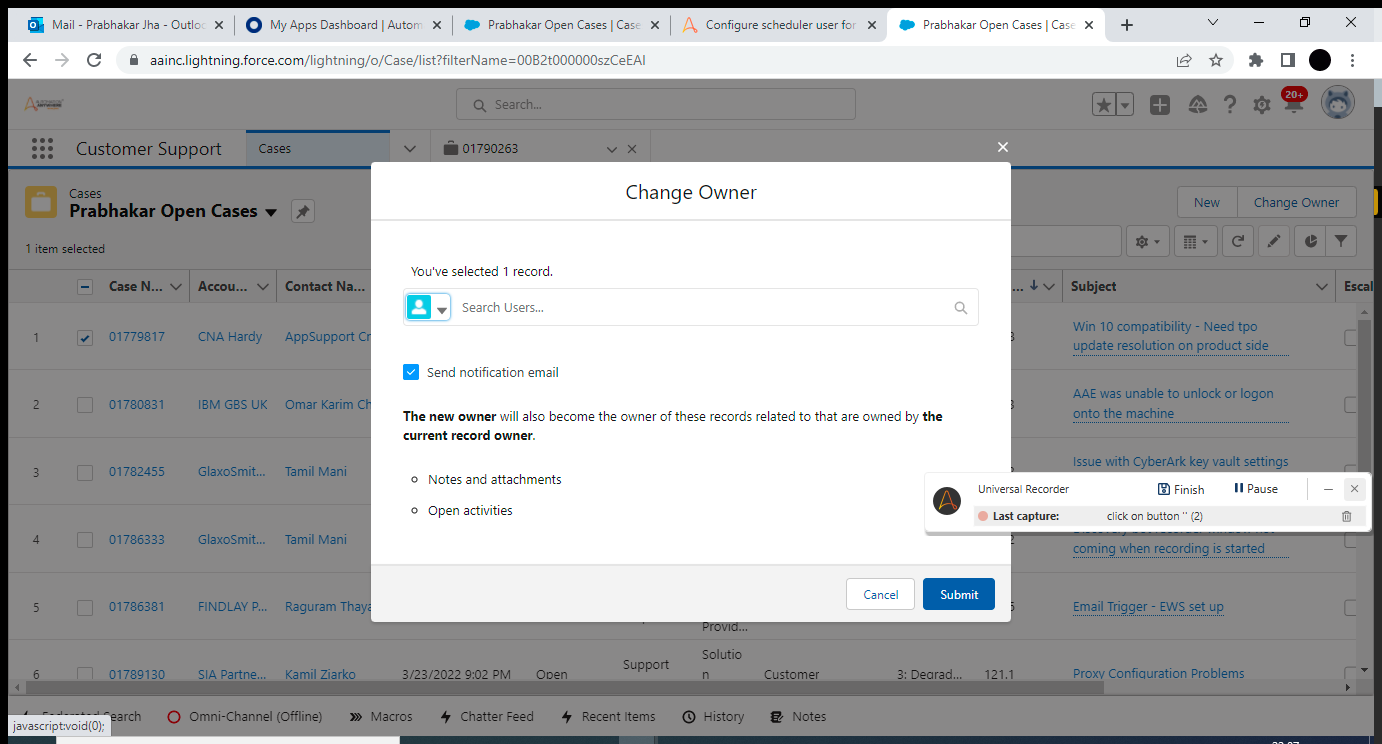 Mail - Prabhakar Jha - Outloo
My Apps Dashboard | Autom
Prabhakar Open Cases | Case
Configure scheduler user for
Prabhakar Open Cases | Case
aainc.lightning.force.com/lightning/o/Case/list?filterName=00B2t000000szCeEAI
Search...
20+
Customer Support
Cases
01790263
Cases
Prabhakar Open Cases
New
Change Owner
1 item selected
Case N...
Accou...
Contact Na...
Subject
Escal
1
01779817
CNA Hardy
AppSupport Cr
Win 10 compatibility - Need tpo
update resolution on product side
2
01780831
IBM GBS UK
Omar Karim Ch
AAE was unable to unlock or logon
onto the machine
3
01782455
GlaxoSmit...
Tamil Mani
Issue with CyberArk key vault settings
4
01786333
GlaxoSmit...
Tamil Mani
coming when recording is started
5
01786381
FINDLAY P...
Raguram Thaya
Provid...
Email Trigger - EWS set up
6
01789130
SIA Partne...
Kamil Ziarko
3/23/2022 9:02 PM
Open
Support
Solutio
n
Customer
3: Degrad...
121.1
Proxy Configuration Problems
Change Owner
You've selected 1 record.
Search Users...
Send notification email
The new owner will also become the owner of these records related to that are owned by the
current record owner.
Notes and attachments
Open activities
Cancel
Submit
Universal Recorder
Finish
Pause
Last capture:
click on button '' (2)
Search
Omni-Channel (Offline)
Macros
Chatter Feed
Recent Items
History
Notes
javascript:void(0);